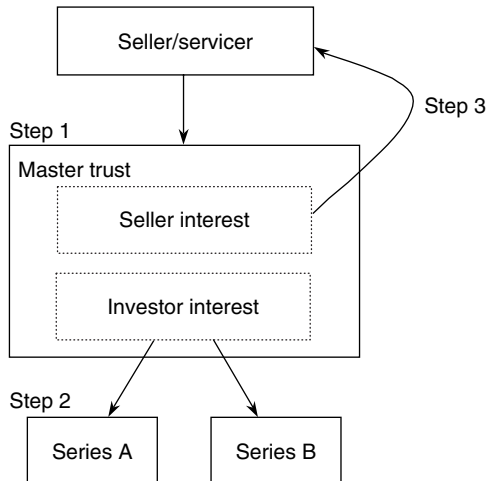 Seller/servicer
Step 3
Step 1
Master trust
Seller interest
Investor interest
Step 2
Series A
Series B